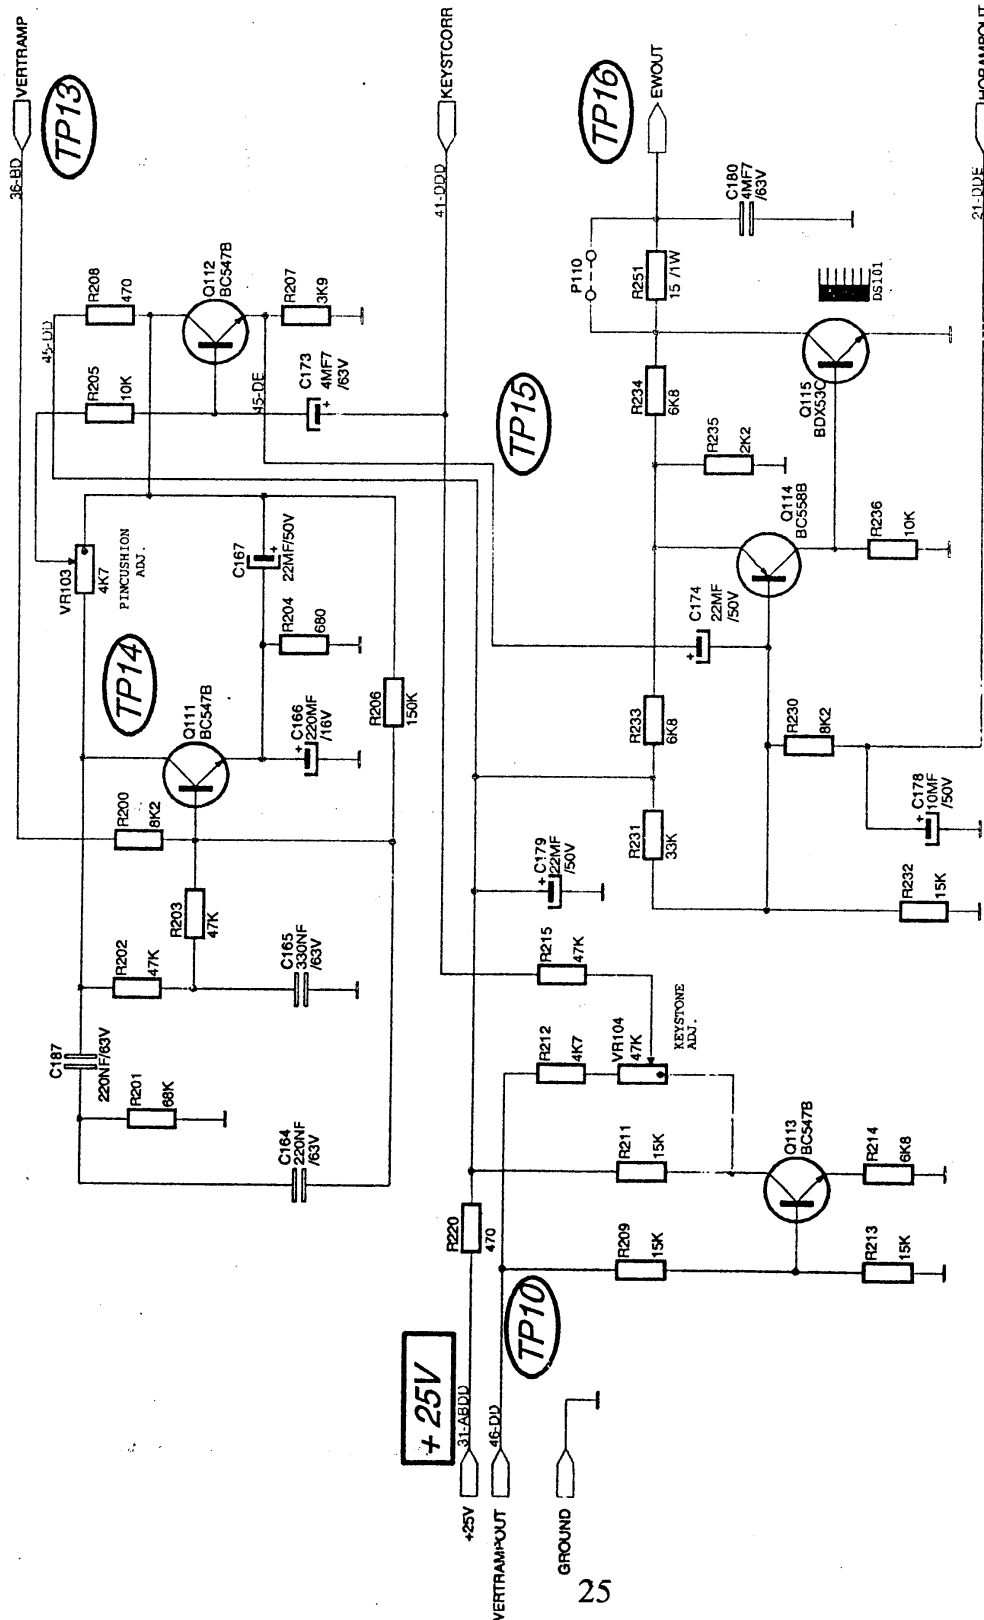 VERTRAMP
36-BD
TP13
KEYSTCORR
41-DDD
TP16
EWOUT
21-DDE
R208
470
45-DD
Q112
BC547B
R207
3K9
R205
10K
45-DE
C173
4MF7
/63V
+
P110
R251
15 /1W
C180
4MF7
/63V
DS101
Q115
BDX53C
TP15
R234
6K8
R235
2K2
Q114
BC558B
R236
10K
VR103
4K7
PINCUSHION
ADJ.
C167
22MF/50V
+
R204
680
TP14
Q111
BC547B
C166
220MF
/16V
+
R206
150K
C174
22MF
/50V
+
R233
6K8
R230
8K2
C178
10MF
/50V
+
R200
8K2
R203
47K
R202
47K
C165
330NF
/63V
C179
22MF
/50V
+
R231
33K
R232
15K
C187
220NF/63V
R201
68K
C164
220NF
/63V
R215
47K
R212
4K7
VR104
47K
KEYSTONE
ADJ.
R220
470
R211
15K
Q113
BC547B
R214
6K8
R209
15K
R213
15K
TP10
+25V
31-ABDD
46-DD
+25V
VERTRAMPOUT
GROUND
25